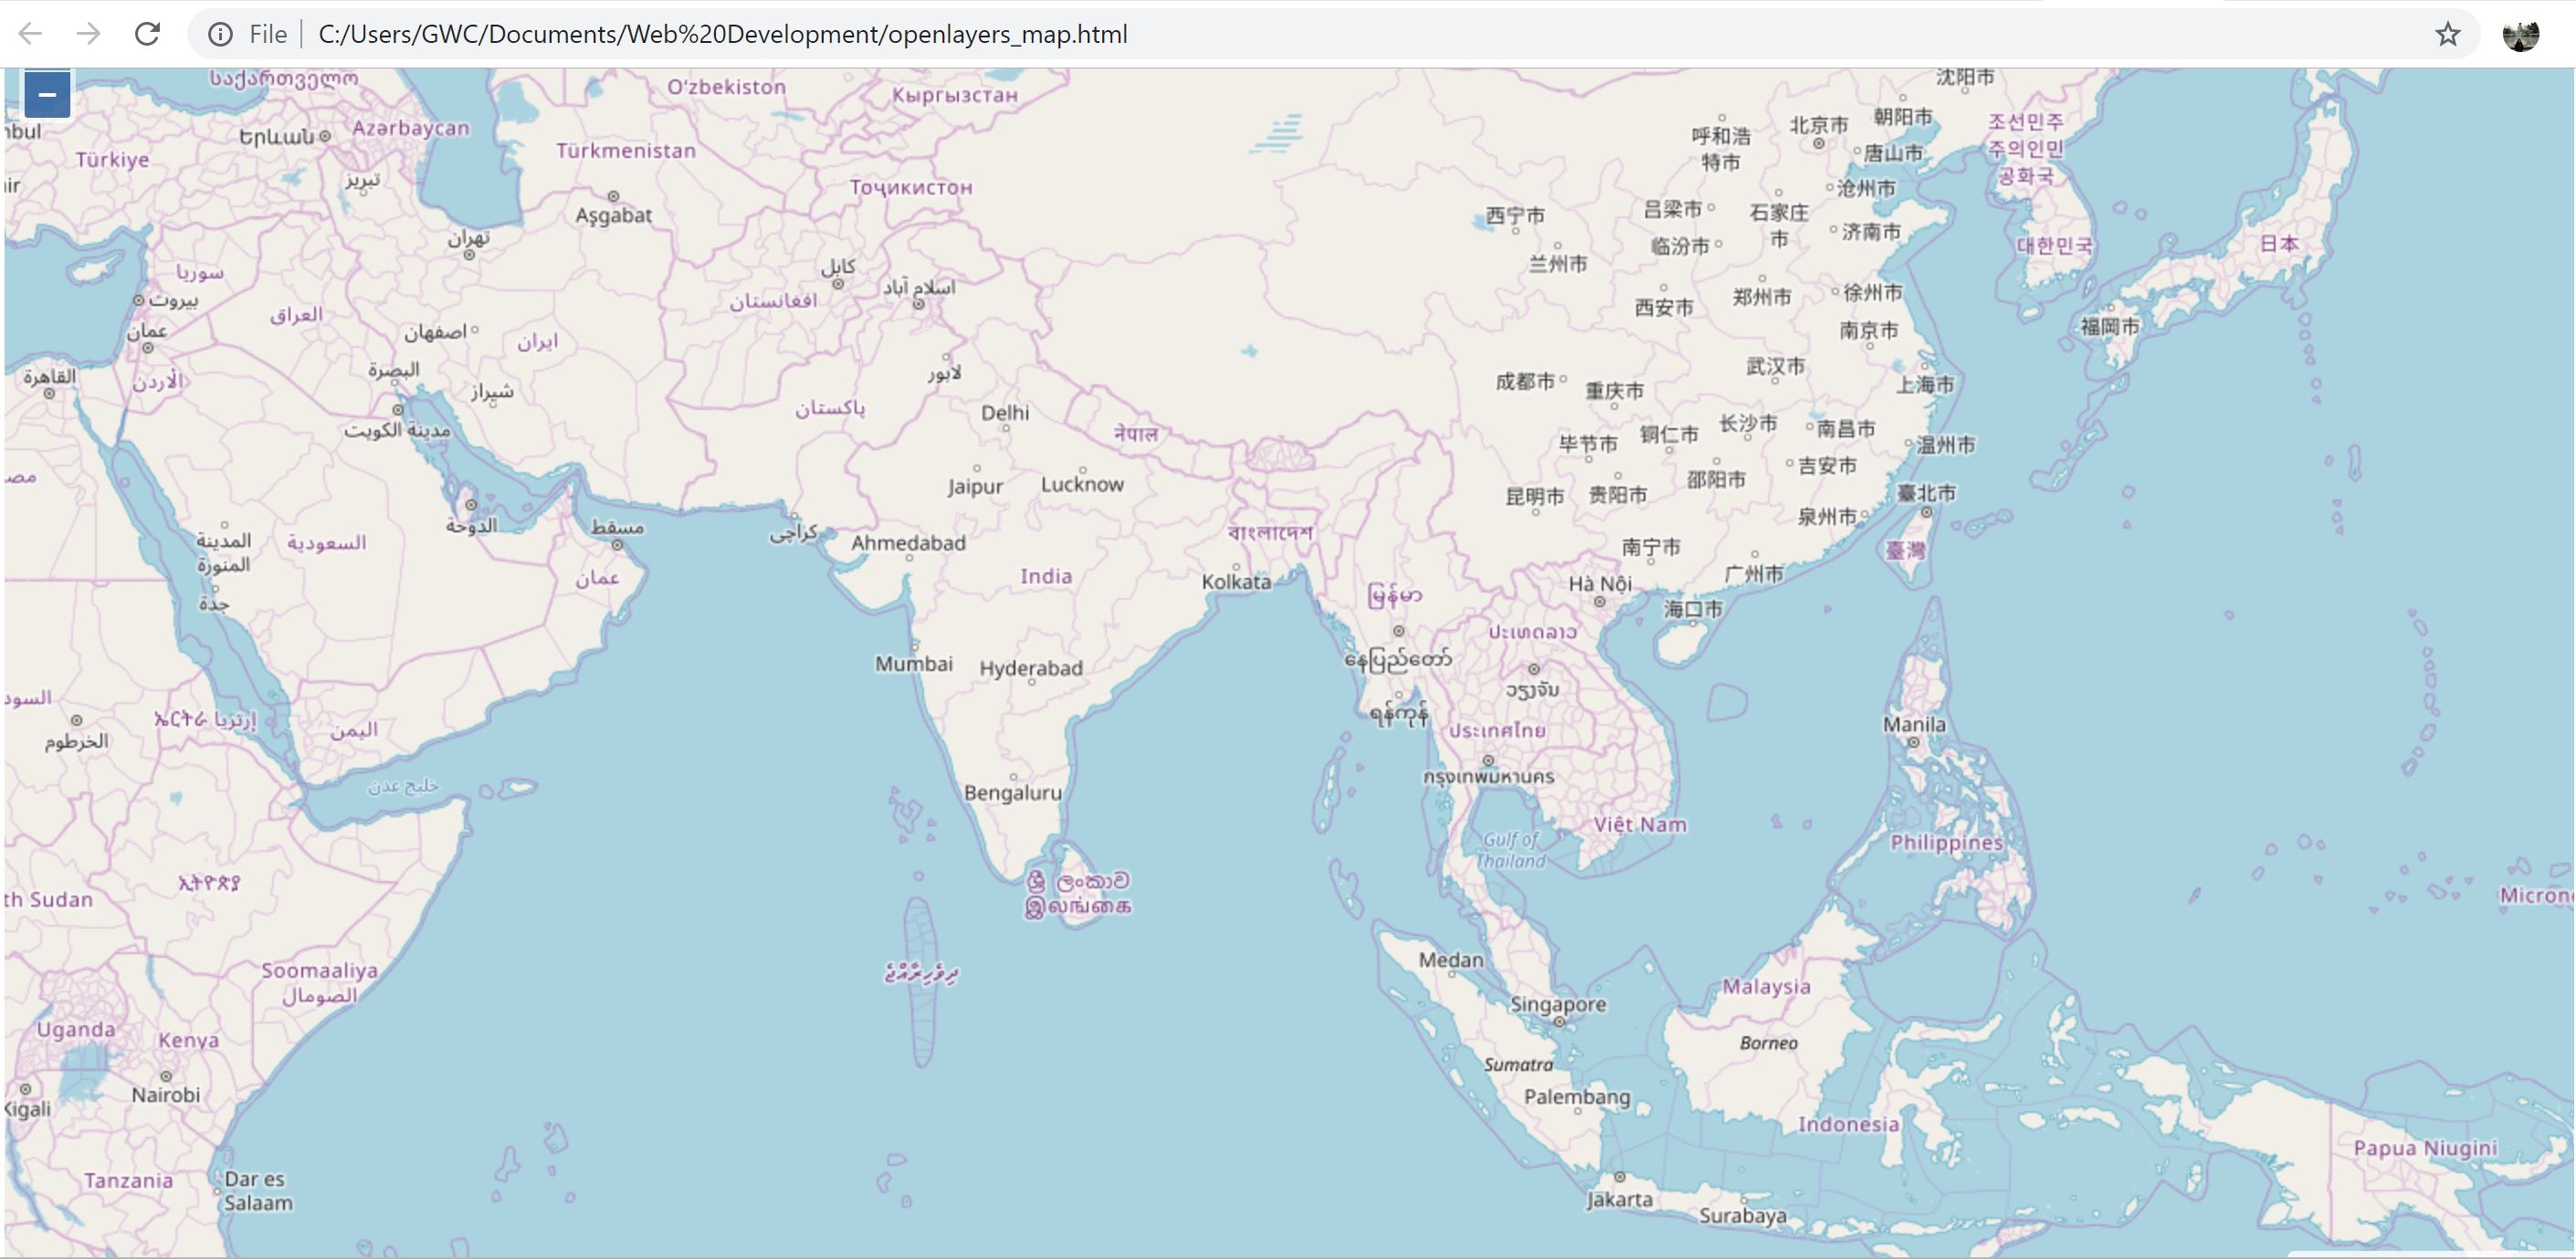 File
C:/Users/GWC/Documents/Web%20Development/openlayers_map.html
−
საქართველო
Oʻzbekiston
Кыргызстан
沈阳市
朝阳市
조선민주
주의인민
공화국
呼和浩
特市
北京市
唐山市
Երևան
Azərbaycan
Türkiye
Türkmenistan
Тоҷикистон
تبریز
Aşgabat
沧州市
吕梁市
石家庄
市
西宁市
济南市
临汾市
대한민국
日本
تهران
兰州市
سوريا
کابل
اسلام آباد
بيروت
افغانستان
西安市
郑州市
徐州市
العراق
عمان
اصفهان
ایران
南京市
福岡市
القاهرة
الأردن
البصرة
شیراز
لاہور
武汉市
成都市
重庆市
上海市
پاکستان
Delhi
مدينة الكويت
नेपाल
长沙市
铜仁市
南昌市
毕节市
温州市
吉安市
Jaipur
Lucknow
邵阳市
昆明市
贵阳市
臺北市
泉州市
الدوحة
مسقط
کراچی
বাংলাদেশ
المدينة
المنورة
السعودية
Ahmedabad
南宁市
臺灣
广州市
India
Kolkata
عمان
Hà Nội
မြန်မာ
جدة
海口市
ປະເທດລາວ
Mumbai
Hyderabad
နေပြည်တော်
ວຽງຈັນ
ኤርትራ إرتريا
ရန်ကုန်
الخرطوم
اليمن
ประเทศไทย
Manila
กรุงเทพมหานคร
خليج عدن
Bengaluru
Việt Nam
Gulf of
Thailand
Philippines
ኢትዮጵያ
ශ්‍රී ලංකාව
இலங்கை
th Sudan
Micron
Soomaaliya
الصومال
ދިވެހިރާއްޖެ
Medan
Malaysia
Singapore
Uganda
Kenya
Borneo
Sumatra
Nairobi
Kigali
Palembang
Indonesia
Papua Niugini
Tanzania
Dar es
Salaam
Jakarta
Surabaya